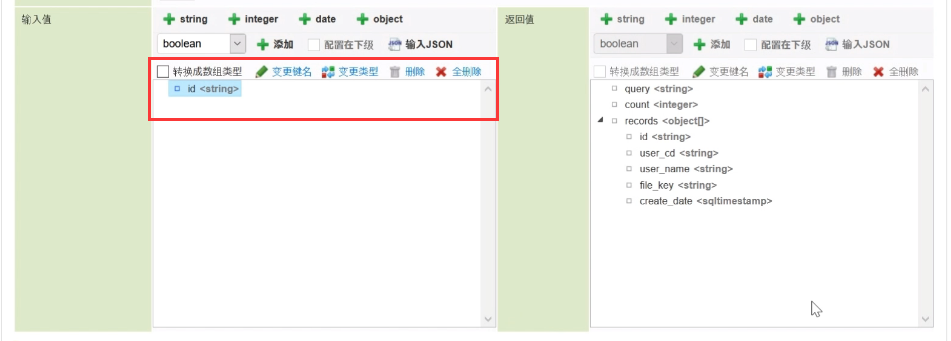 输入值
string integer date object
boolean 添加 配置在下级 输入JSON
转换成数组类型 变更键名 变更类型 删除 全删除
id <string>
返回值
string integer date object
boolean 添加 配置在下级 输入JSON
转换成数组类型 变更键名 变更类型 删除 全删除
query <string>
count <integer>
records <object[]>
id <string>
user_cd <string>
user_name <string>
file_key <string>
create_date <sqltimestamp>